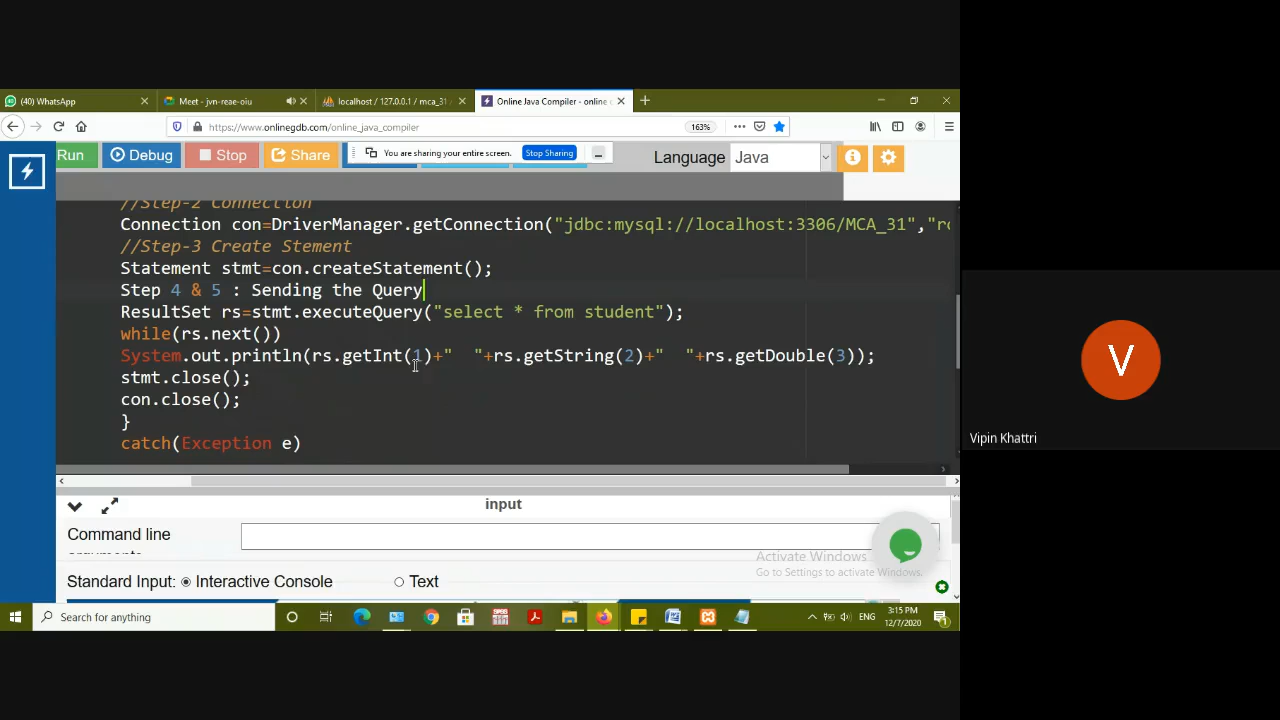 (40) WhatsApp
Meet - jvn-reae-oiu
localhost / 127.0.0.1 / mca_31
Online Java Compiler - online
https://www.onlinegdb.com/online_java_compiler
163%
Run
Debug
Stop
Share
You are sharing your entire screen.
Stop Sharing
Language
Java
//Step-2 Connection
Connection con=DriverManager.getConnection("jdbc:mysql://localhost:3306/MCA_31","ro
//Step-3 Create Stement
Statement stmt=con.createStatement();
Step 4 & 5 : Sending the Query
ResultSet rs=stmt.executeQuery("select * from student");
while(rs.next())
System.out.println(rs.getInt(1)+"  "+rs.getString(2)+"  "+rs.getDouble(3));
stmt.close();
con.close();
}
catch(Exception e)
input
Command line
arguments
Standard Input:
Interactive Console
Text
Activate Windows
Go to Settings to activate Windows.
Type here
Search for anything
ENG
3:15 PM
12/7/2020
V
Vipin Khattri